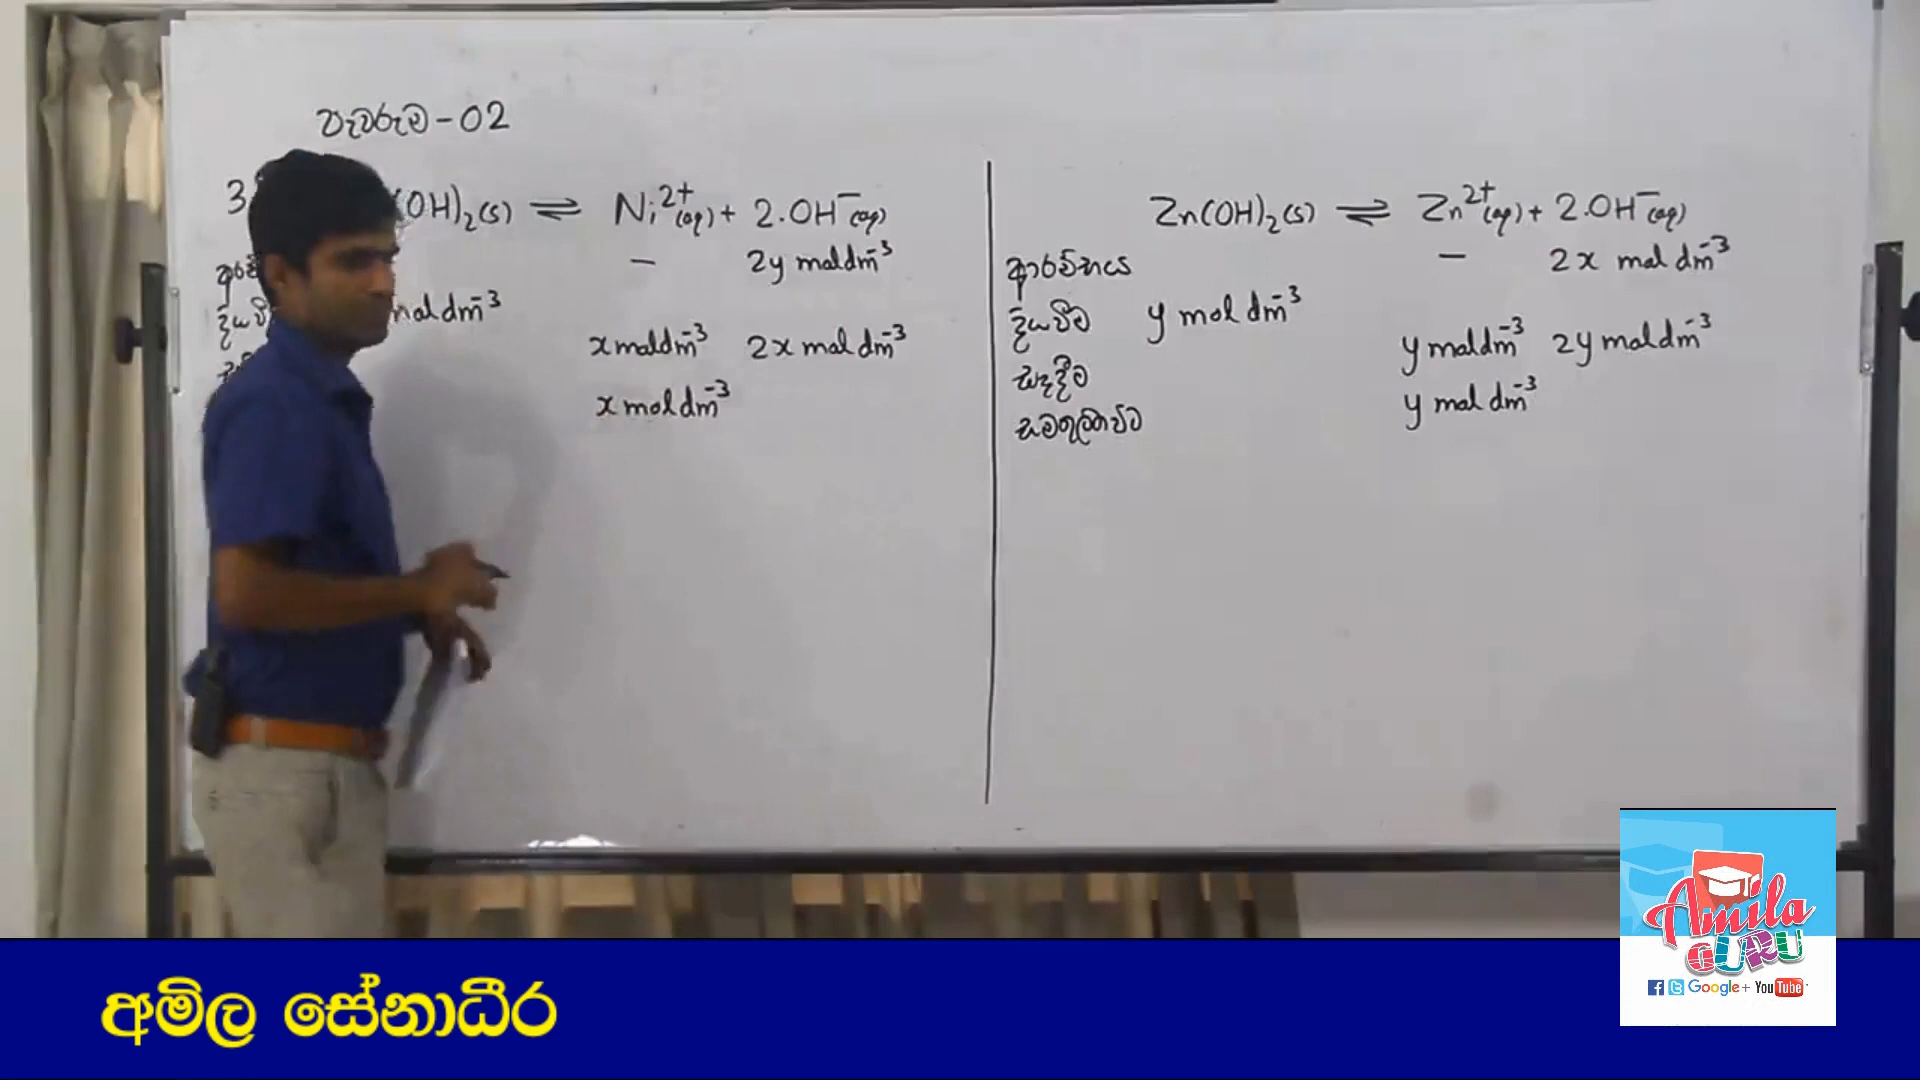 පැවරුම - 02
3
(OH)₂(s) ⇌ Ni²⁺(aq) + 2.OH⁻(aq)
– 2y moldm⁻³
moldm⁻³
x moldm⁻³ 2x moldm⁻³
x moldm⁻³
Zn(OH)₂(s) ⇌ Zn²⁺(aq) + 2.OH⁻(aq)
ආරම්භය – 2x mol dm⁻³
දියවීම y mol dm⁻³
සෑදීම y moldm⁻³ 2y moldm⁻³
සමතුලිතවිට y mol dm⁻³
අමිල සේනාධීර
Amila
GURU
Google+ YouTube